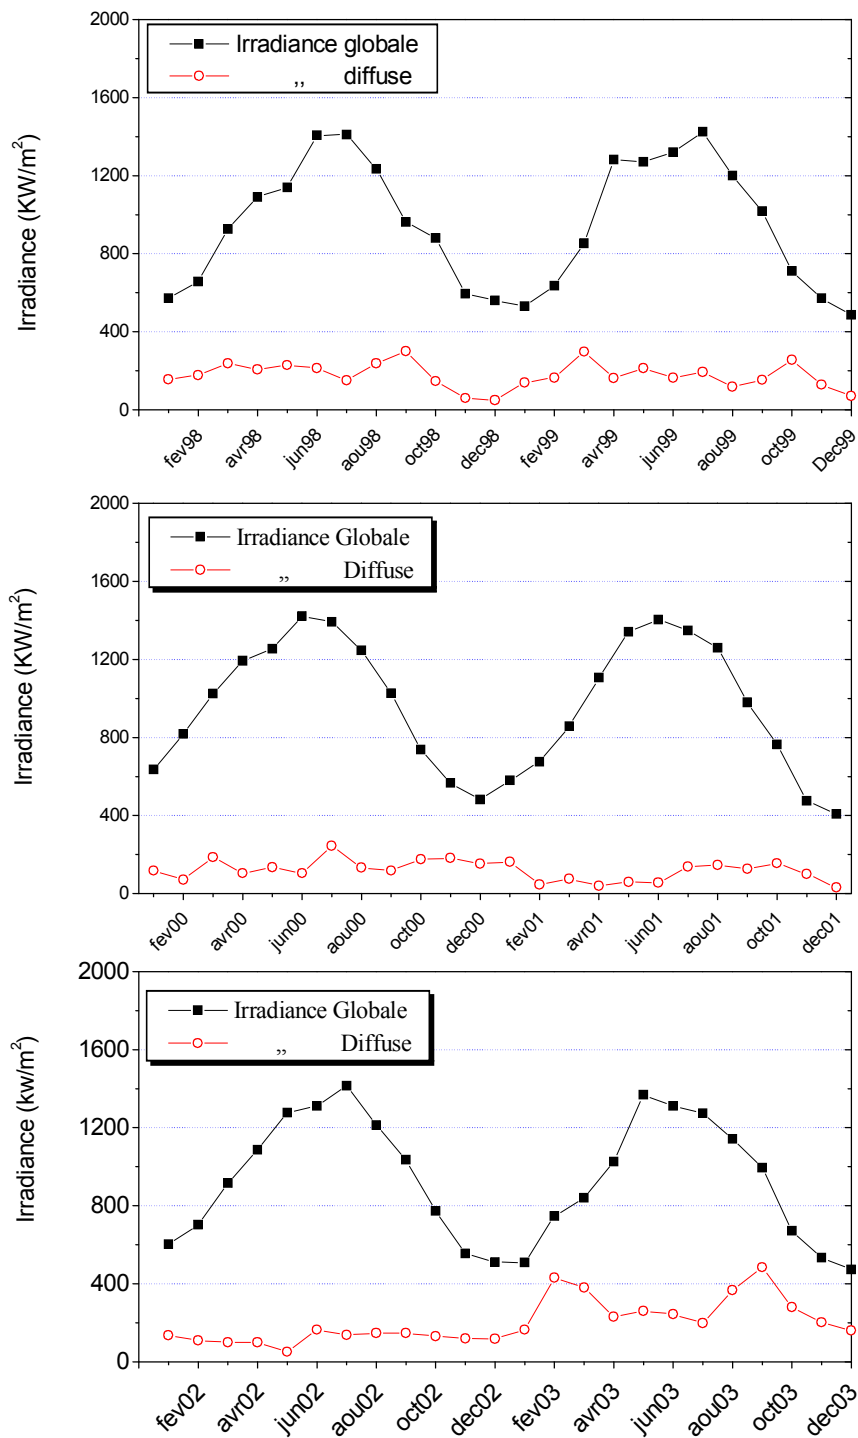 2000
1600
1200
800
400
0
Irradiance (KW/m²)
Irradiance globale
,, diffuse
fev98 avr98 jun98 aou98 oct98 dec98 fev99 avr99 jun99 aou99 oct99 Dec99
2000
1600
1200
800
400
0
Irradiance (KW/m²)
Irradiance Globale
,, Diffuse
fev00 avr00 jun00 aou00 oct00 dec00 fev01 avr01 jun01 aou01 oct01 dec01
2000
1600
1200
800
400
0
Irradiance (kw/m²)
Irradiance Globale
,, Diffuse
fev02 avr02 jun02 aou02 oct02 dec02 fev03 avr03 jun03 aou03 oct03 dec03